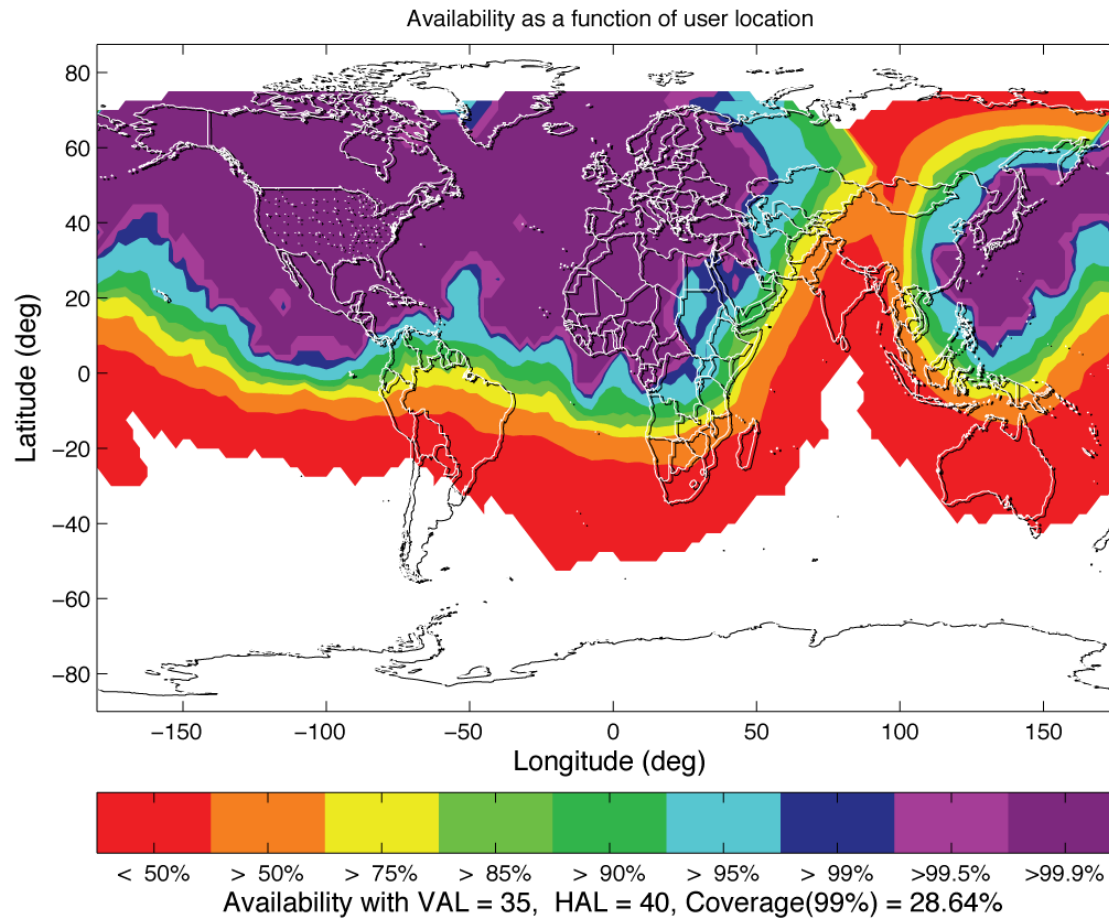 Availability as a function of user location
80
60
40
20
0
−20
−40
−60
−80
Latitude (deg)
−150 −100 −50 0 50 100 150
Longitude (deg)
< 50% > 50% > 75% > 85% > 90% > 95% > 99% >99.5% >99.9%
Availability with VAL = 35, HAL = 40, Coverage(99%) = 28.64%